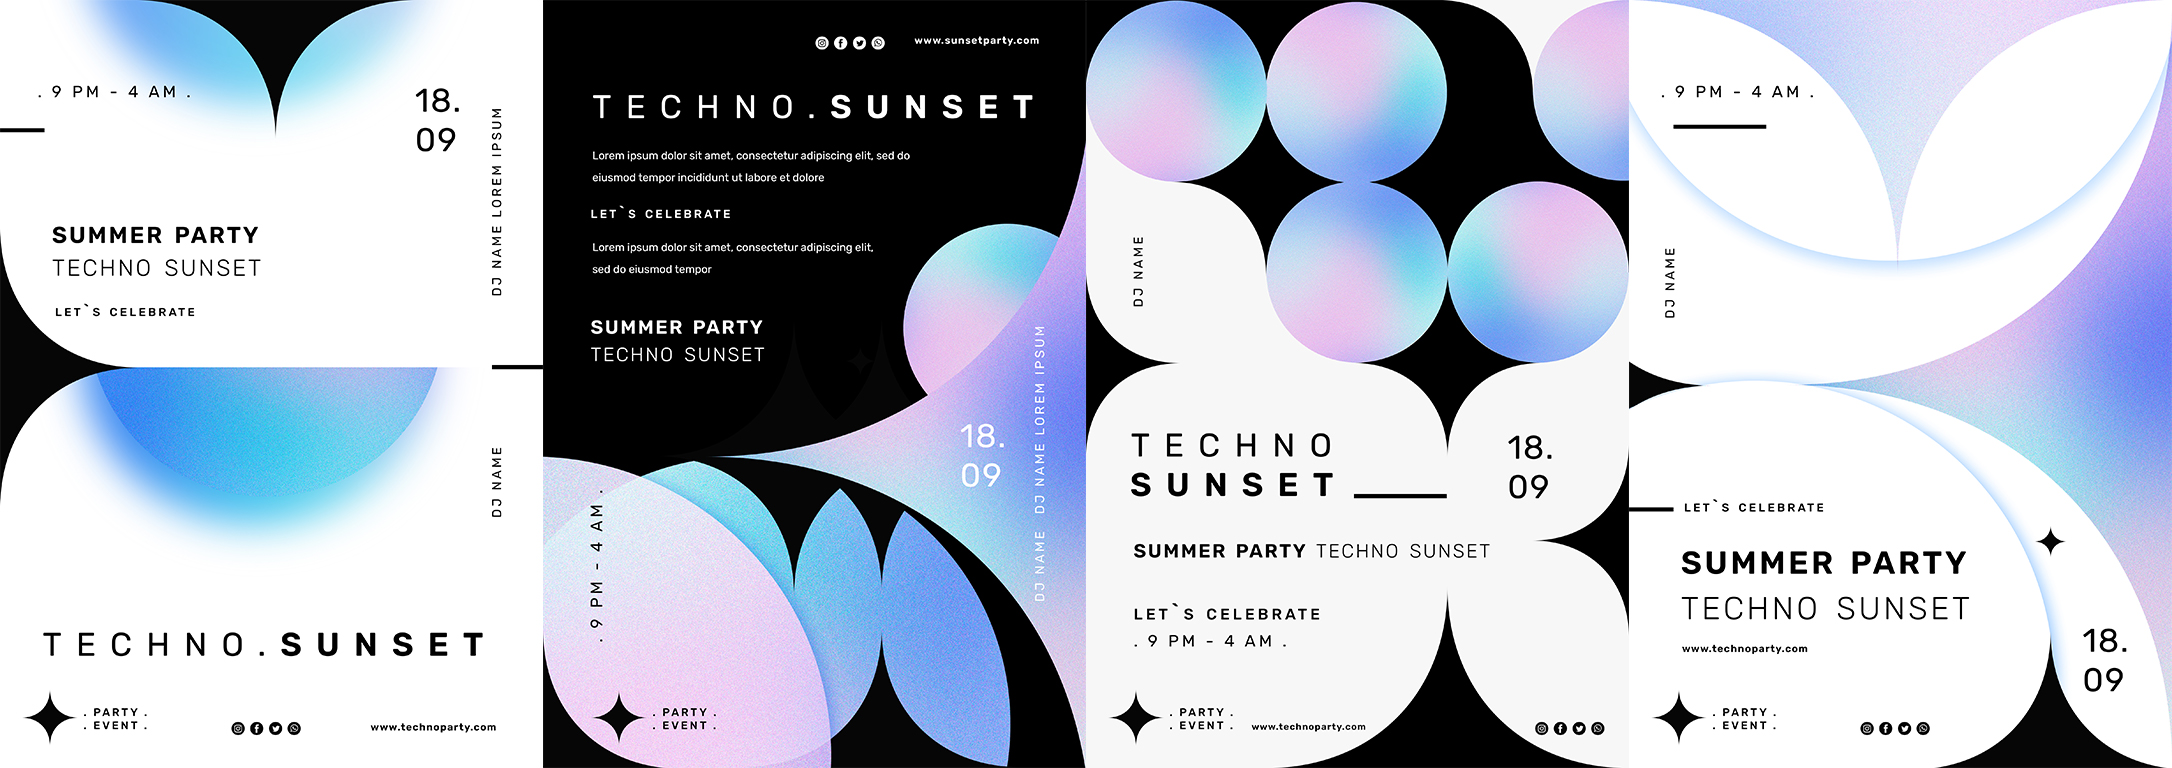 . 9 PM - 4 AM .
18.
09
DJ NAME LOREM IPSUM
SUMMER PARTY
TECHNO SUNSET
LET`S CELEBRATE
DJ NAME
TECHNO.SUNSET
. PARTY .
. EVENT .
www.technoparty.com
www.sunsetparty.com
TECHNO.SUNSET
Lorem ipsum dolor sit amet, consectetur adipiscing elit, sed do
eiusmod tempor incididunt ut labore et dolore
LET`S CELEBRATE
Lorem ipsum dolor sit amet, consectetur adipiscing elit,
sed do eiusmod tempor
SUMMER PARTY
TECHNO SUNSET
18.
09
DJ NAME DJ NAME LOREM IPSUM
. 9 PM - 4 AM .
. PARTY .
. EVENT .
DJ NAME
TECHNO
SUNSET
18.
09
SUMMER PARTY TECHNO SUNSET
LET`S CELEBRATE
. 9 PM - 4 AM .
. PARTY .
. EVENT .
www.technoparty.com
. 9 PM - 4 AM .
DJ NAME
LET`S CELEBRATE
SUMMER PARTY
TECHNO SUNSET
www.technoparty.com
18.
09
. PARTY .
. EVENT .